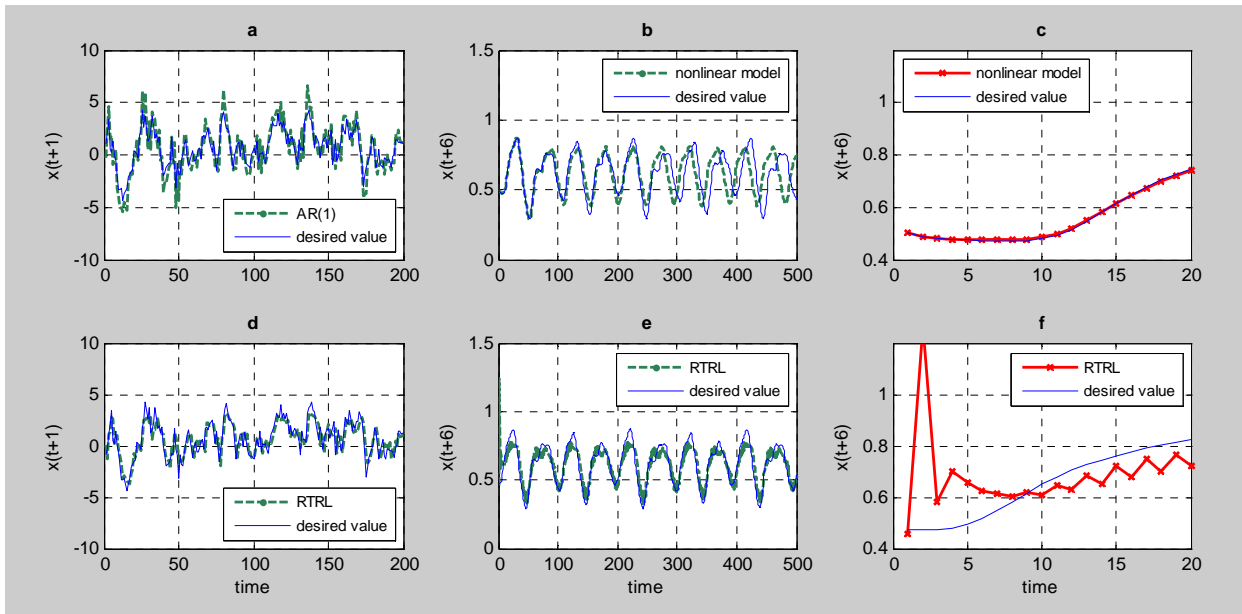 a
10
5
0
-5
-10
0 50 100 150 200
x(t+1)
AR(1)
desired value
b
1.5
1
0.5
0
0 100 200 300 400 500
x(t+6)
nonlinear model
desired value
c
1
0.8
0.6
0.4
0 5 10 15 20
x(t+6)
nonlinear model
desired value
d
10
5
0
-5
-10
0 50 100 150 200
x(t+1)
time
RTRL
desired value
e
1.5
1
0.5
0
0 100 200 300 400 500
x(t+6)
time
RTRL
desired value
f
1
0.8
0.6
0.4
0 5 10 15 20
x(t+6)
time
RTRL
desired value